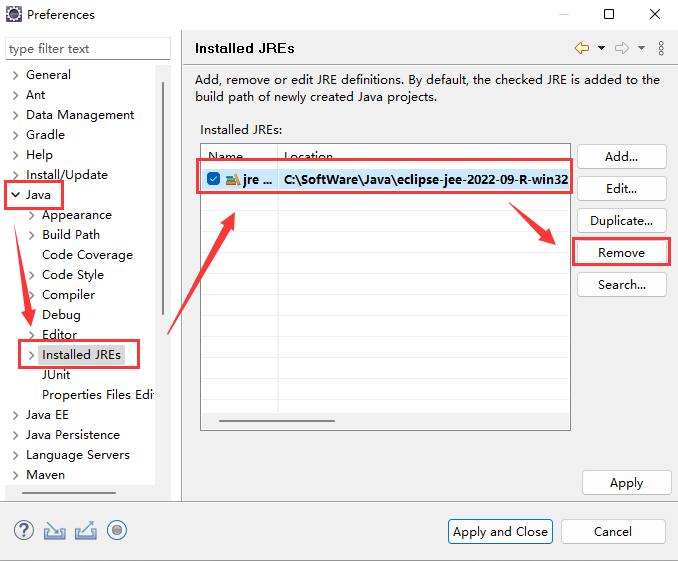 Preferences
type filter text
General
Ant
Data Management
Gradle
Help
Install/Update
Java
Appearance
Build Path
Code Coverage
Code Style
Compiler
Debug
Editor
Installed JREs
JUnit
Properties Files Edi
Java EE
Java Persistence
Language Servers
Maven
Installed JREs
Add, remove or edit JRE definitions. By default, the checked JRE is added to the
build path of newly created Java projects.
Installed JREs:
Name Location
jre ... C:\SoftWare\Java\eclipse-jee-2022-09-R-win32
Add...
Edit...
Duplicate...
Remove
Search...
Apply
?
Apply and Close
Cancel